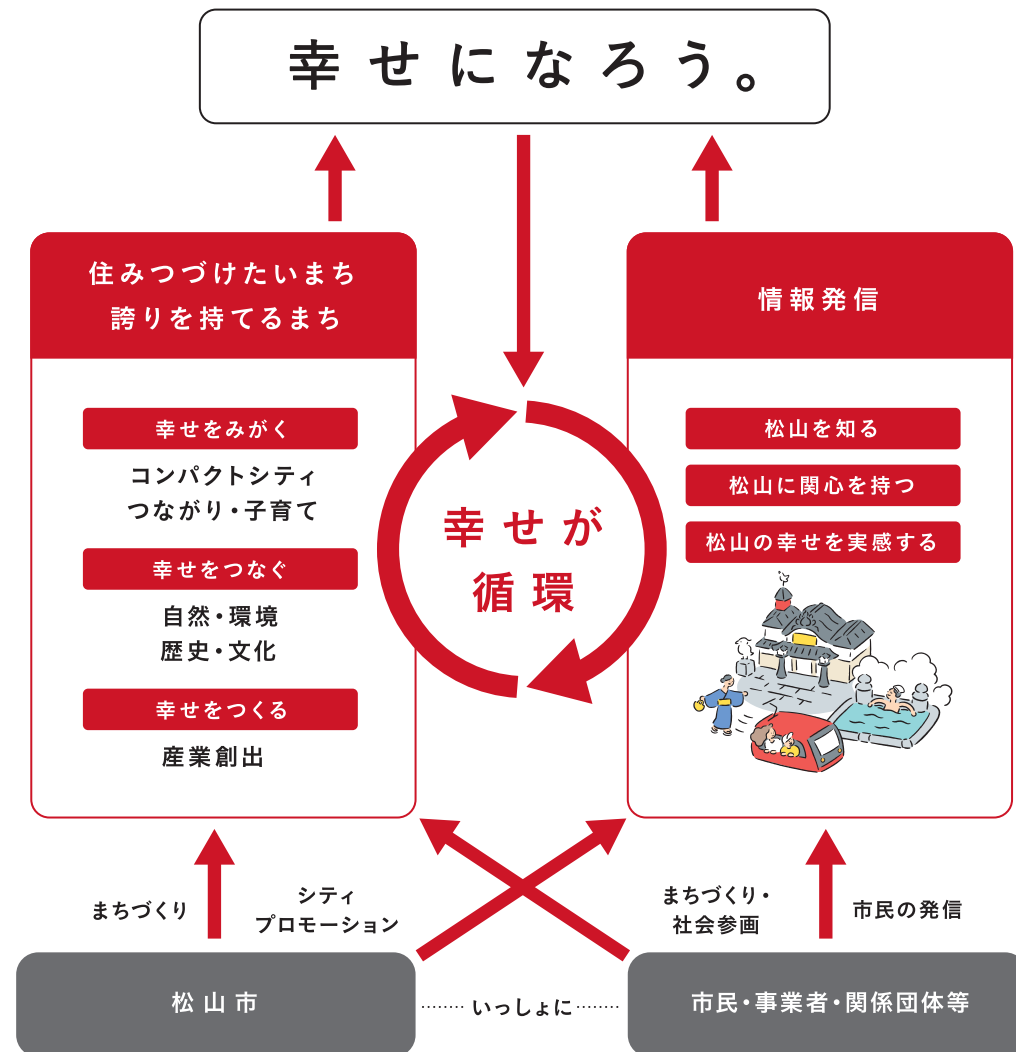 幸せになろう。
住みつづけたいまち
誇りを持てるまち
幸せをみがく
コンパクトシティ
つながり・子育て
幸せをつなぐ
自然・環境
歴史・文化
幸せをつくる
産業創出
幸せが
循環
情報発信
松山を知る
松山に関心を持つ
松山の幸せを実感する
まちづくり
シティ
プロモーション
まちづくり・
社会参画
市民の発信
松山市
いっしょに
市民・事業者・関係団体等